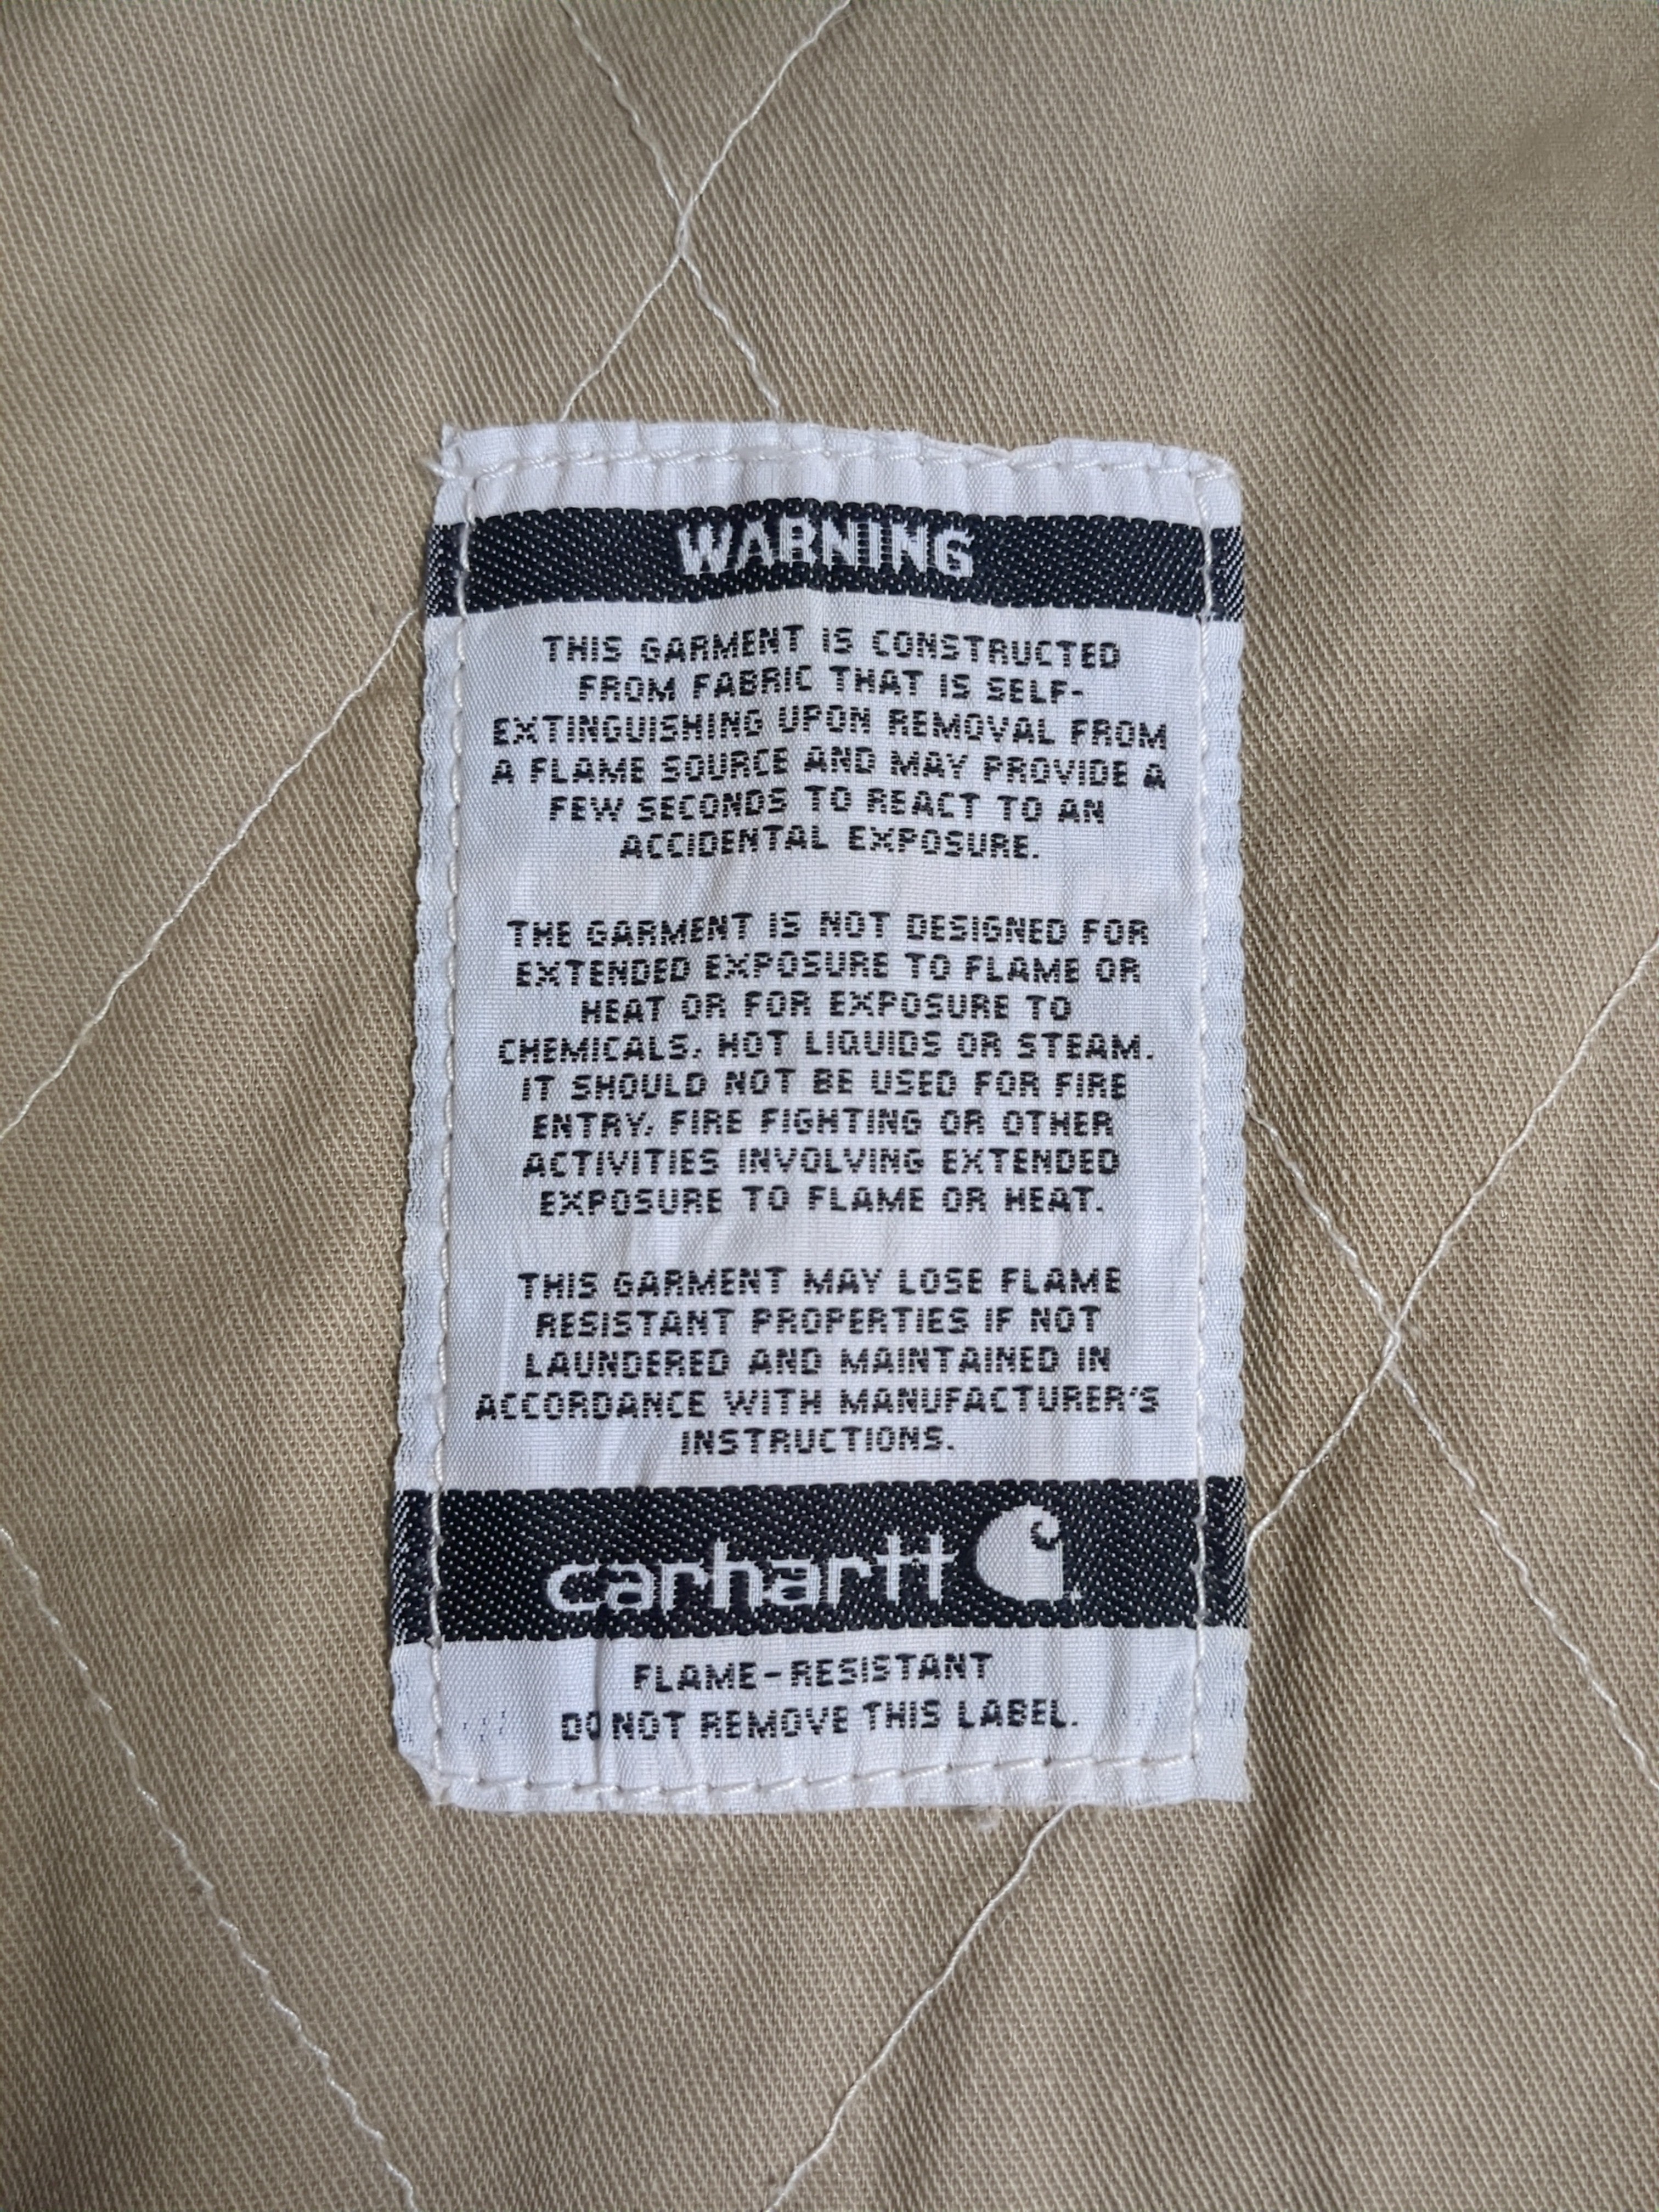 WARNING
THIS GARMENT IS CONSTRUCTED
FROM FABRIC THAT IS SELF-
EXTINGUISHING UPON REMOVAL FROM
A FLAME SOURCE AND MAY PROVIDE A
FEW SECONDS TO REACT TO AN
ACCIDENTAL EXPOSURE.
THE GARMENT IS NOT DESIGNED FOR
EXTENDED EXPOSURE TO FLAME OR
HEAT OR FOR EXPOSURE TO
CHEMICALS, HOT LIQUIDS OR STEAM.
IT SHOULD NOT BE USED FOR FIRE
ENTRY, FIRE FIGHTING OR OTHER
ACTIVITIES INVOLVING EXTENDED
EXPOSURE TO FLAME OR HEAT.
THIS GARMENT MAY LOSE FLAME
RESISTANT PROPERTIES IF NOT
LAUNDERED AND MAINTAINED IN
ACCORDANCE WITH MANUFACTURER'S
INSTRUCTIONS.
carhartt
FLAME-RESISTANT
DO NOT REMOVE THIS LABEL.